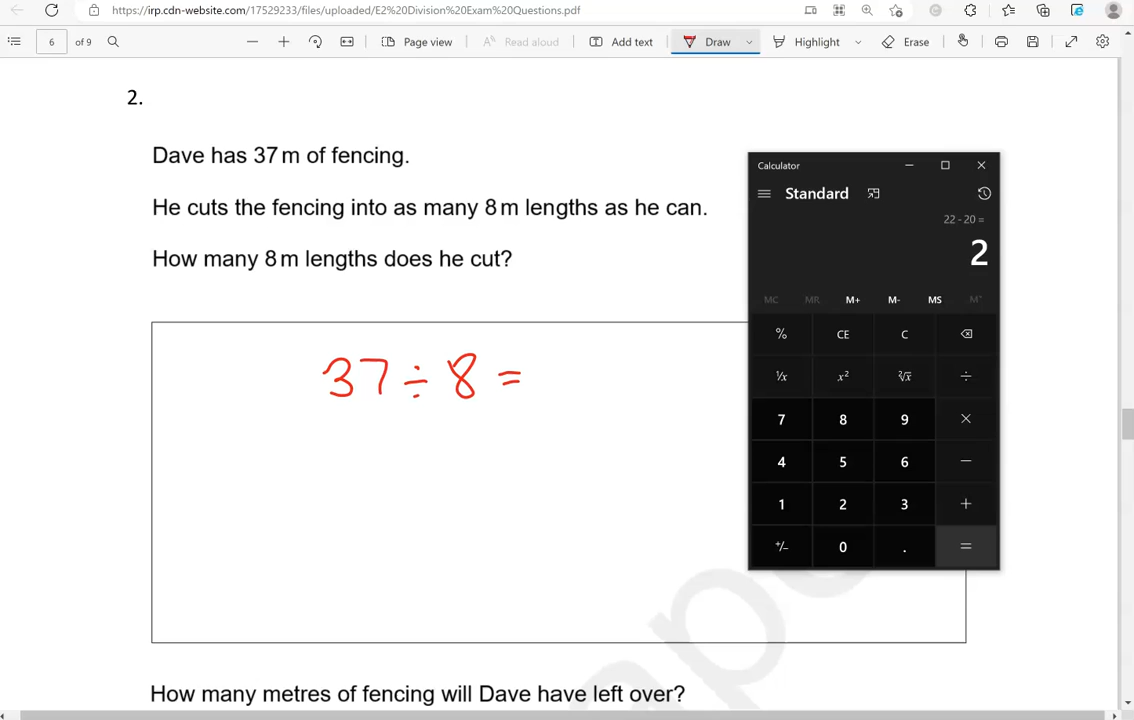 https://irp.cdn-website.com/17529233/files/uploaded/E2%20Division%20Exam%20Questions.pdf
6 of 9 Page view Read aloud Add text Draw Highlight Erase
2.
Dave has 37 m of fencing.
He cuts the fencing into as many 8 m lengths as he can.
How many 8 m lengths does he cut?
37 ÷ 8 =
Calculator
Standard
22 - 20 =
2
MC MR M+ M- MS M˅
% CE C
¹/x x² ²√x ÷
7 8 9 ×
4 5 6 −
1 2 3 +
+/− 0 . =
How many metres of fencing will Dave have left over?